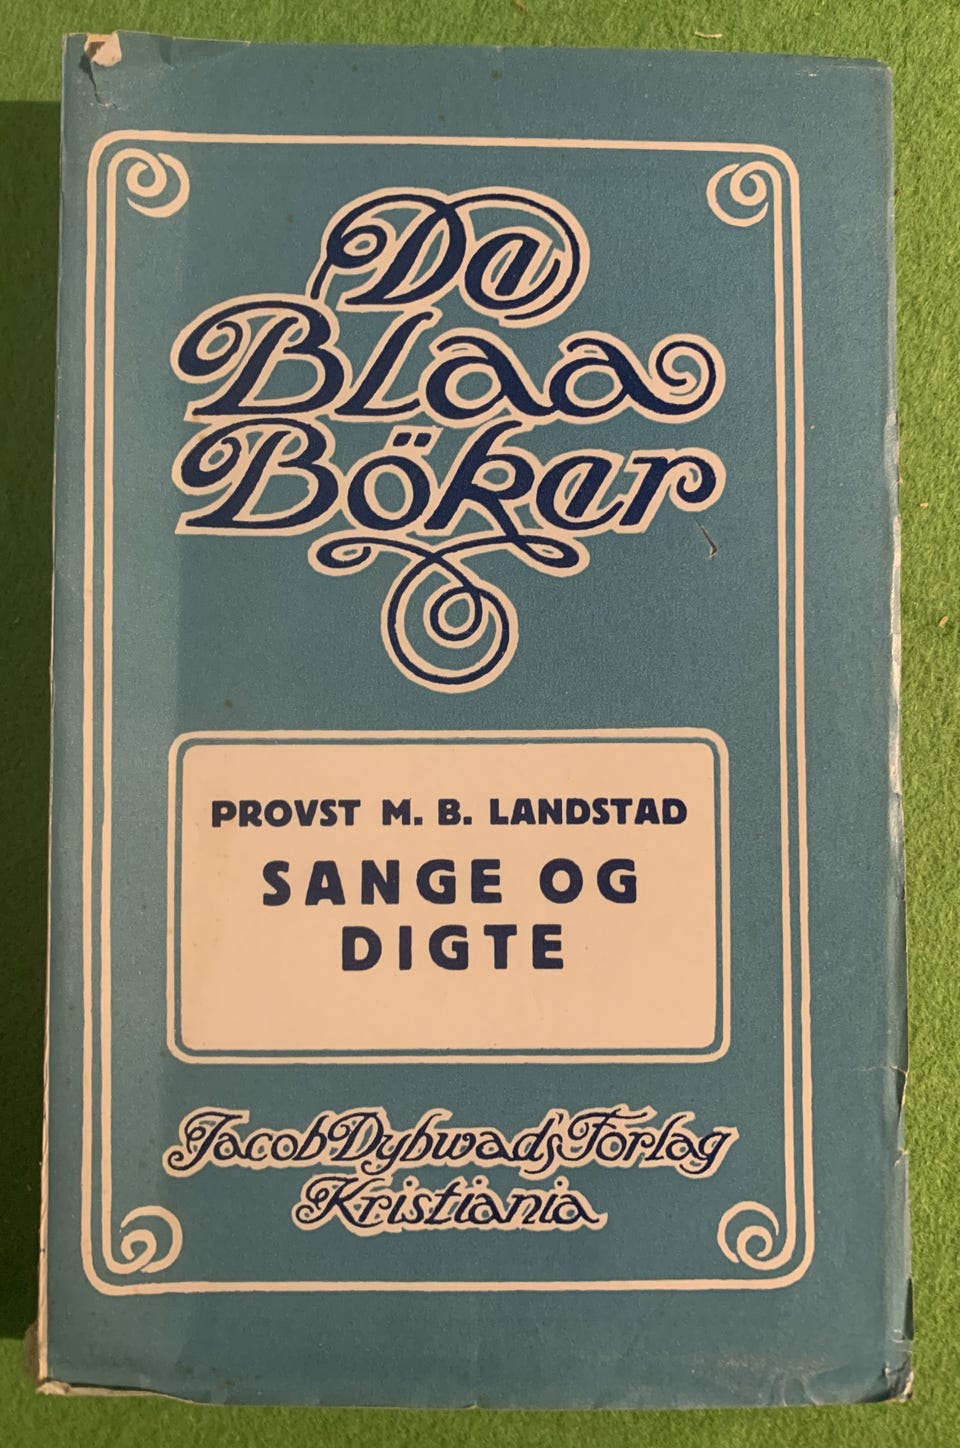 De
Blaa
Böker
PROVST M. B. LANDSTAD
SANGE OG
DIGTE
Jacob Dybwads Forlag
Kristiania